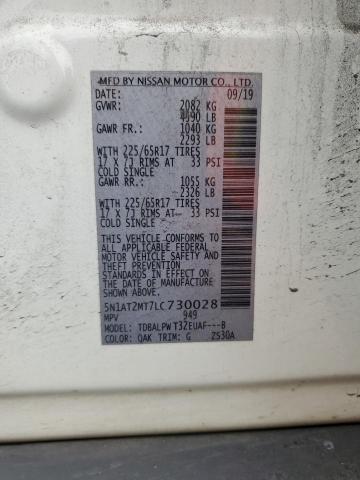 MFD BY NISSAN MOTOR CO., LTD.
DATE: 09/19
GVWR: 2082 KG
4590 LB
GAWR FR.: 1040 KG
2293 LB
WITH 225/65R17 TIRES
17 X 7J RIMS AT 33 PSI
COLD SINGLE
GAWR RR.: 1055 KG
2326 LB
WITH 225/65R17 TIRES
17 X 7J RIMS AT 33 PSI
COLD SINGLE
THIS VEHICLE CONFORMS TO
ALL APPLICABLE FEDERAL
MOTOR VEHICLE SAFETY
AND THEFT PREVENTION
STANDARDS IN EFFECT ON
THE DATE OF MANUFACTURE
SHOWN ABOVE.
5N1AT2MT7LC730028
MPV 949
MODEL: TDBALPW T32EUAF---B
COLOR: QAK TRIM: G ZS30A